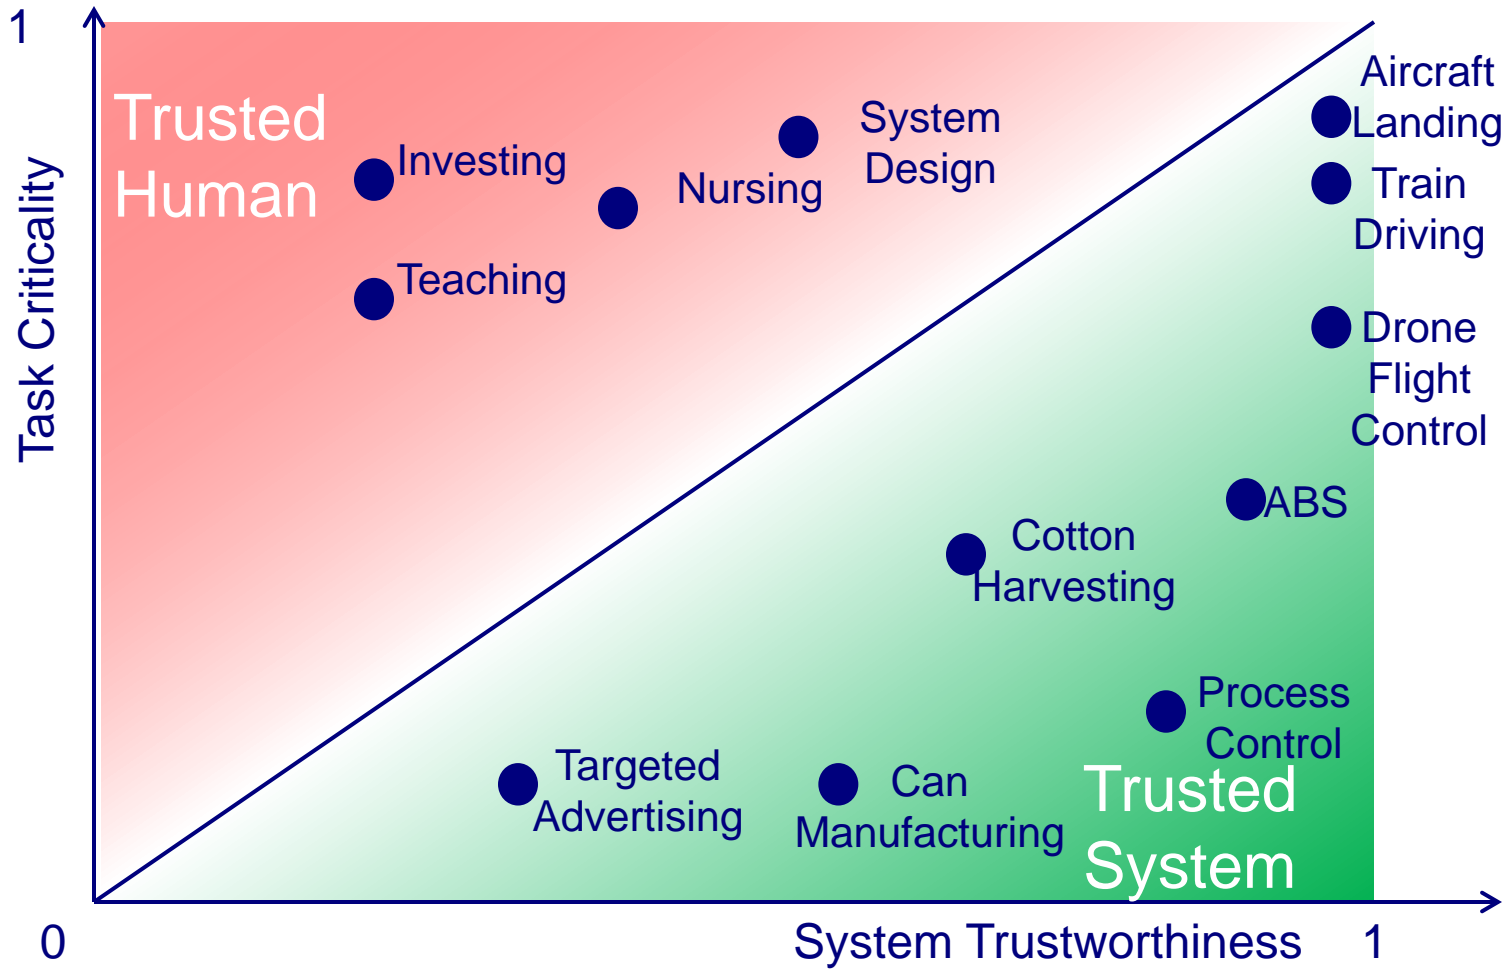 1
Trusted
Human
Investing
Nursing
System
Design
Teaching
Aircraft
Landing
Train
Driving
Drone
Flight
Control
ABS
Cotton
Harvesting
Process
Control
Targeted
Advertising
Can
Manufacturing
Trusted
System
Task Criticality
0
System Trustworthiness
1